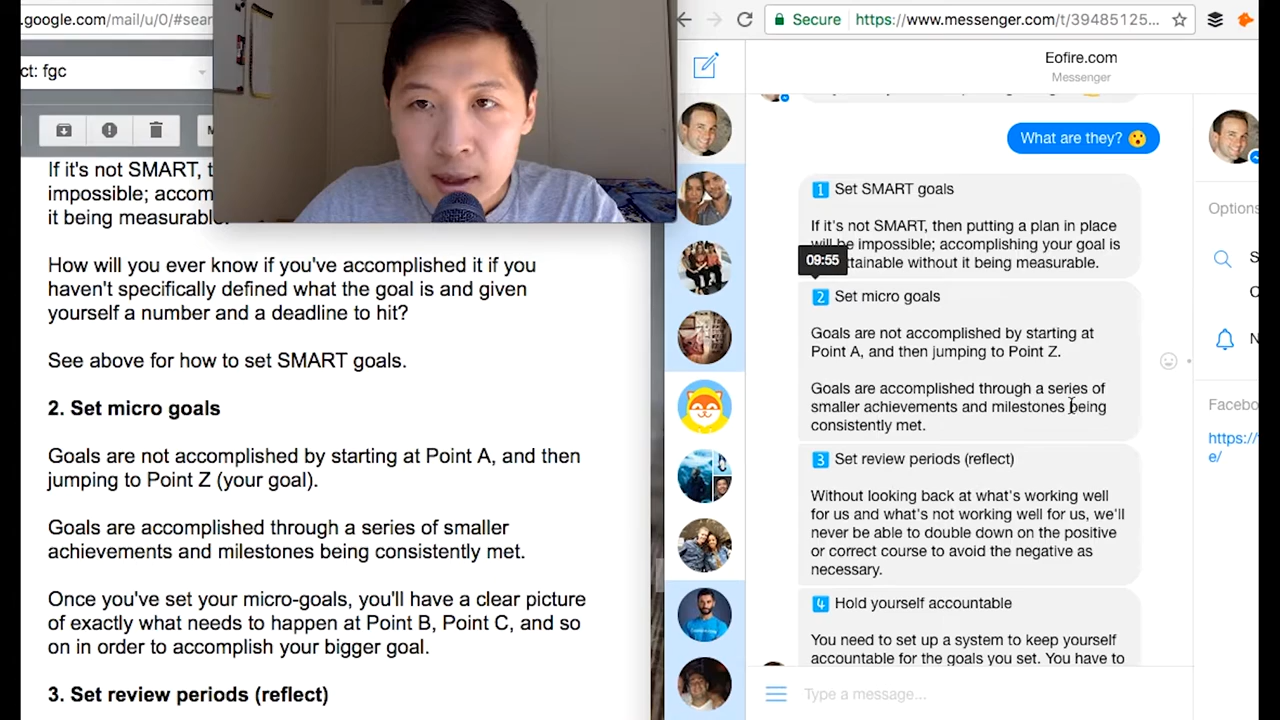 .google.com/mail/u/0/#sear
ct: fgc
If it's not SMART, t
impossible; accom
it being measurable.
How will you ever know if you've accomplished it if you
haven't specifically defined what the goal is and given
yourself a number and a deadline to hit?
See above for how to set SMART goals.
2. Set micro goals
Goals are not accomplished by starting at Point A, and then
jumping to Point Z (your goal).
Goals are accomplished through a series of smaller
achievements and milestones being consistently met.
Once you've set your micro-goals, you'll have a clear picture
of exactly what needs to happen at Point B, Point C, and so
on in order to accomplish your bigger goal.
3. Set review periods (reflect)
Secure https://www.messenger.com/t/39485125...
Eofire.com
Messenger
What are they? 😮
1 Set SMART goals
If it's not SMART, then putting a plan in place
will be impossible; accomplishing your goal is
attainable without it being measurable.
09:55
2 Set micro goals
Goals are not accomplished by starting at
Point A, and then jumping to Point Z.
Goals are accomplished through a series of
smaller achievements and milestones being
consistently met.
3 Set review periods (reflect)
Without looking back at what's working well
for us and what's not working well for us, we'll
never be able to double down on the positive
or correct course to avoid the negative as
necessary.
4 Hold yourself accountable
You need to set up a system to keep yourself
accountable for the goals you set. You have to
Type a message...
Options
S
C
N
Facebo
https://
e/